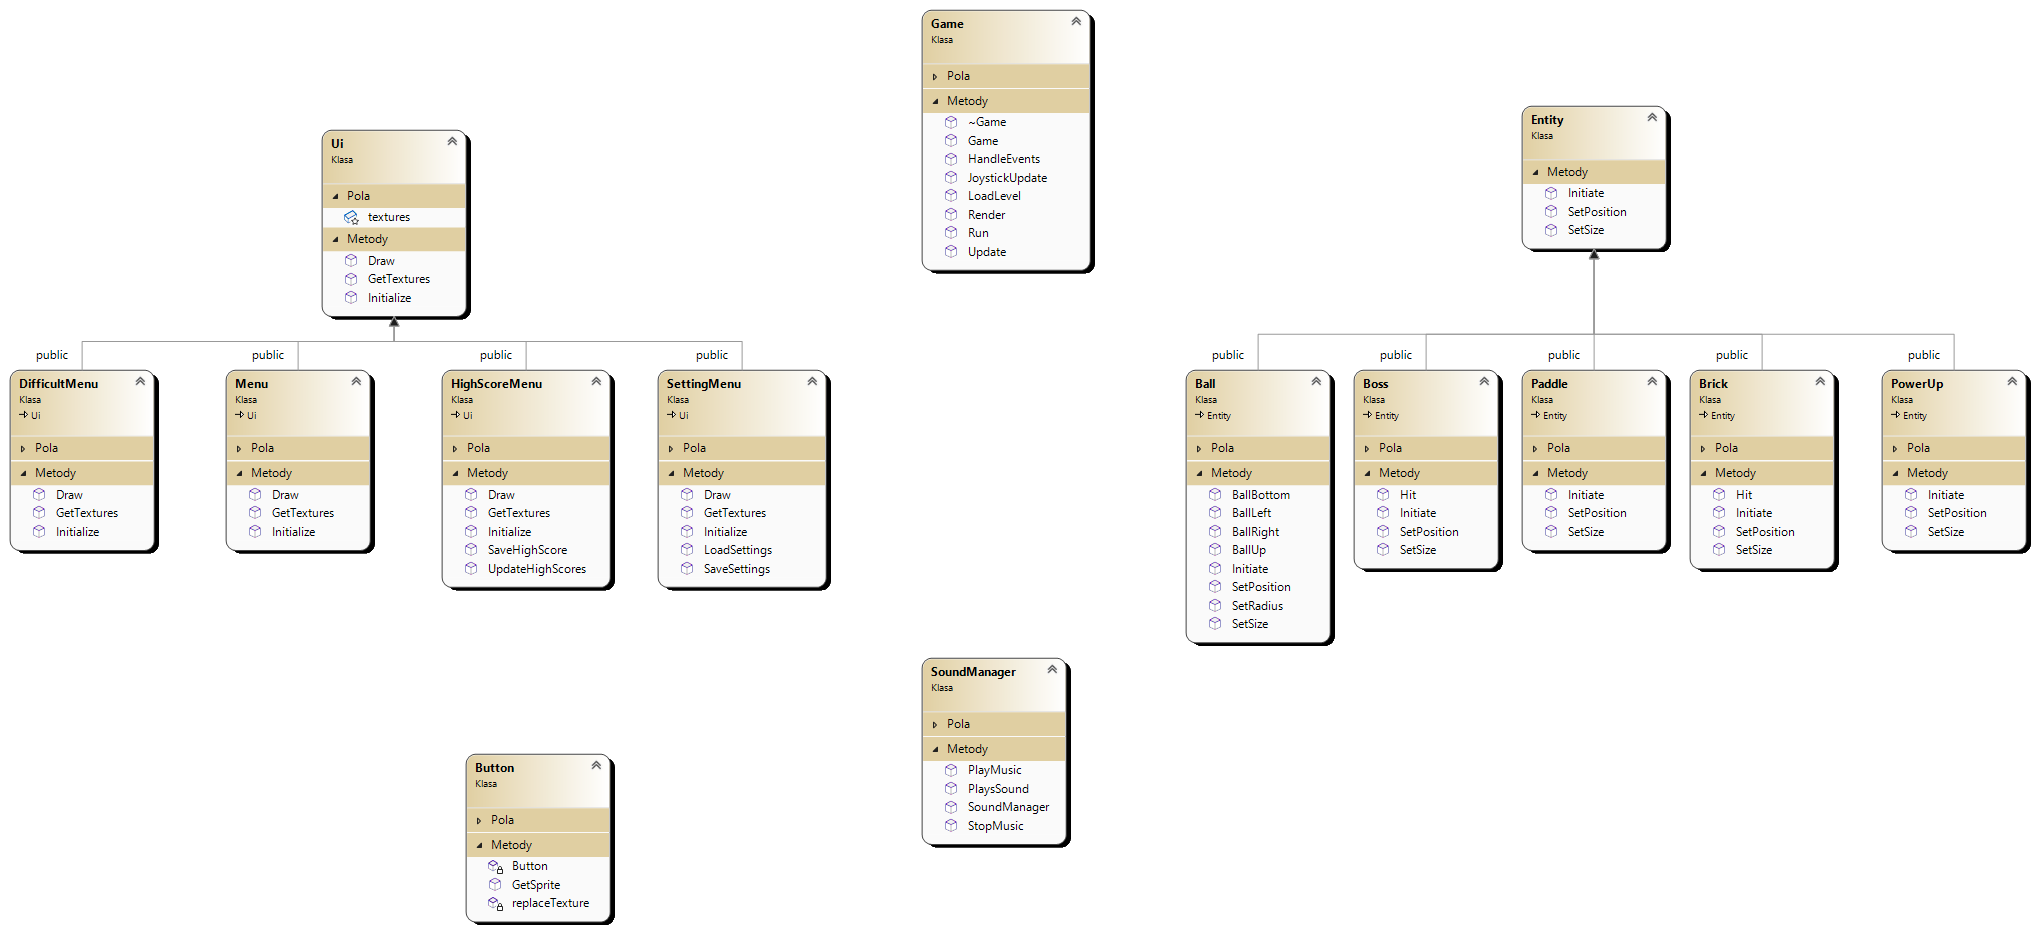 Game
Klasa
Pola
Metody
~Game
Game
HandleEvents
JoystickUpdate
LoadLevel
Render
Run
Update
Ui
Klasa
Pola
textures
Metody
Draw
GetTextures
Initialize
Entity
Klasa
Metody
Initiate
SetPosition
SetSize
public
DifficultMenu
Klasa
Ui
Pola
Metody
Draw
GetTextures
Initialize
public
Menu
Klasa
Ui
Pola
Metody
Draw
GetTextures
Initialize
public
HighScoreMenu
Klasa
Ui
Pola
Metody
Draw
GetTextures
Initialize
SaveHighScore
UpdateHighScores
public
SettingMenu
Klasa
Ui
Pola
Metody
Draw
GetTextures
Initialize
LoadSettings
SaveSettings
public
Ball
Klasa
Entity
Pola
Metody
BallBottom
BallLeft
BallRight
BallUp
Initiate
SetPosition
SetRadius
SetSize
public
Boss
Klasa
Entity
Pola
Metody
Hit
Initiate
SetPosition
SetSize
public
Paddle
Klasa
Entity
Pola
Metody
Initiate
SetPosition
SetSize
public
Brick
Klasa
Entity
Pola
Metody
Hit
Initiate
SetPosition
SetSize
public
PowerUp
Klasa
Entity
Pola
Metody
Initiate
SetPosition
SetSize
SoundManager
Klasa
Pola
Metody
PlayMusic
PlaysSound
SoundManager
StopMusic
Button
Klasa
Pola
Metody
Button
GetSprite
replaceTexture